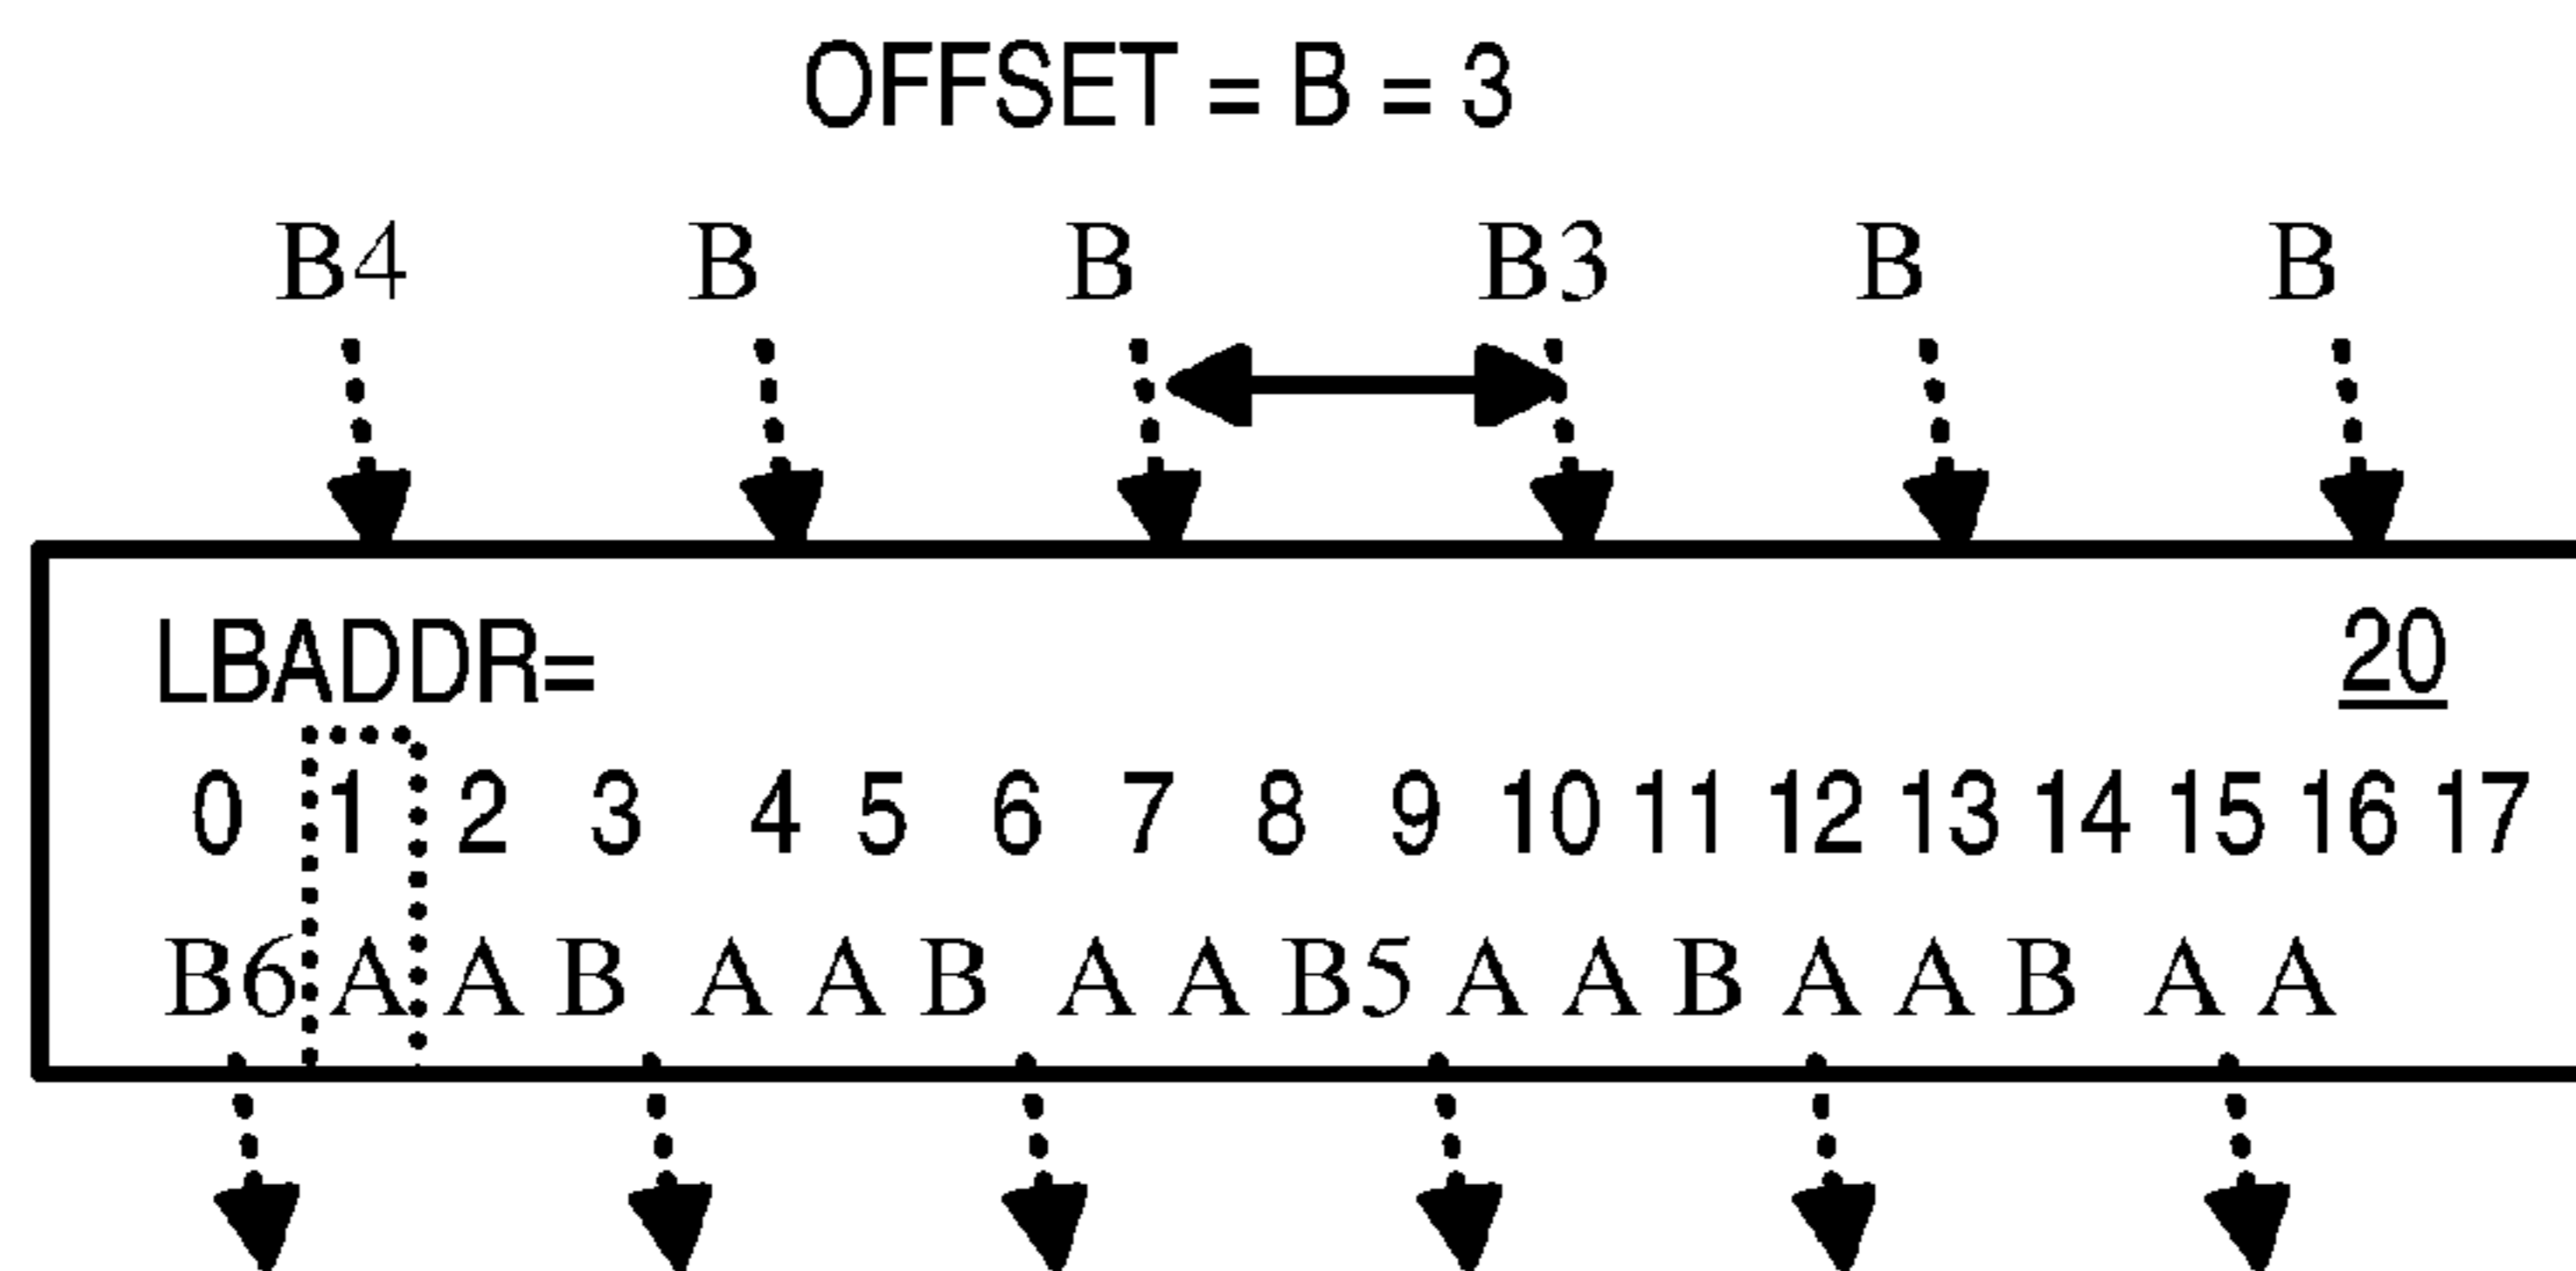 OFFSET = B = 3
B4 B B B3 B B
LBADDR= 20
0 1 2 3 4 5 6 7 8 9 10 11 12 13 14 15 16 17
B6 A A B A A B A A B5 A A B A A B A A